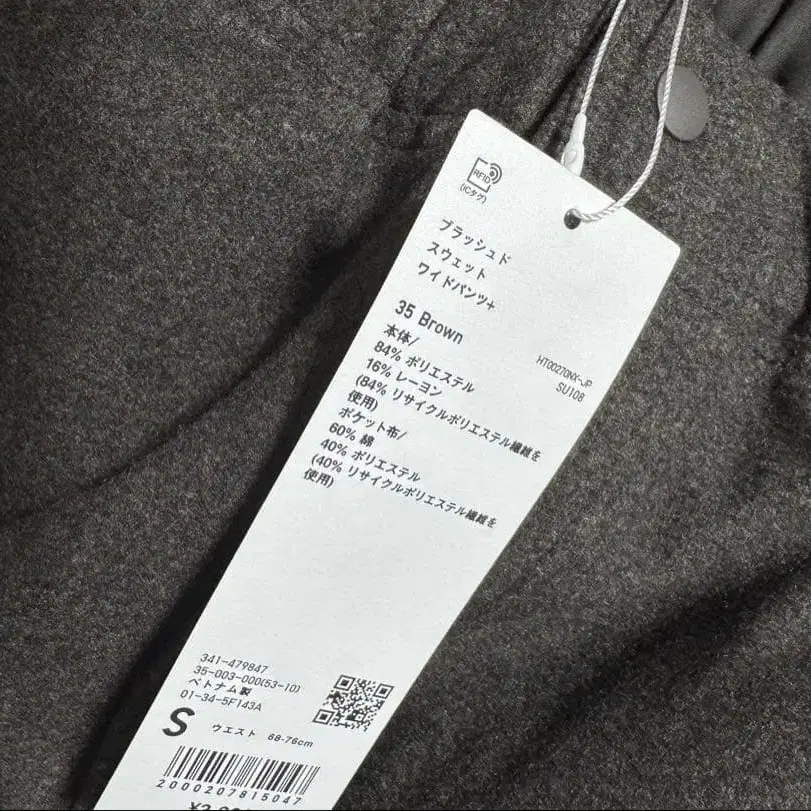 RFID
(ICタグ)
ブラッシュド
スウェット
ワイドパンツ+
35 Brown
HT00270NX-JP
SU108
本体/
84% ポリエステル
16% レーヨン
(84% リサイクルポリエステル繊維を
使用)
ポケット布/
60% 綿
40% ポリエステル
(40% リサイクルポリエステル繊維を
使用)
341-479847
35-003-000(53-10)
ベトナム製
01-34-5F143A
S ウエスト 68-76cm
2000207815047